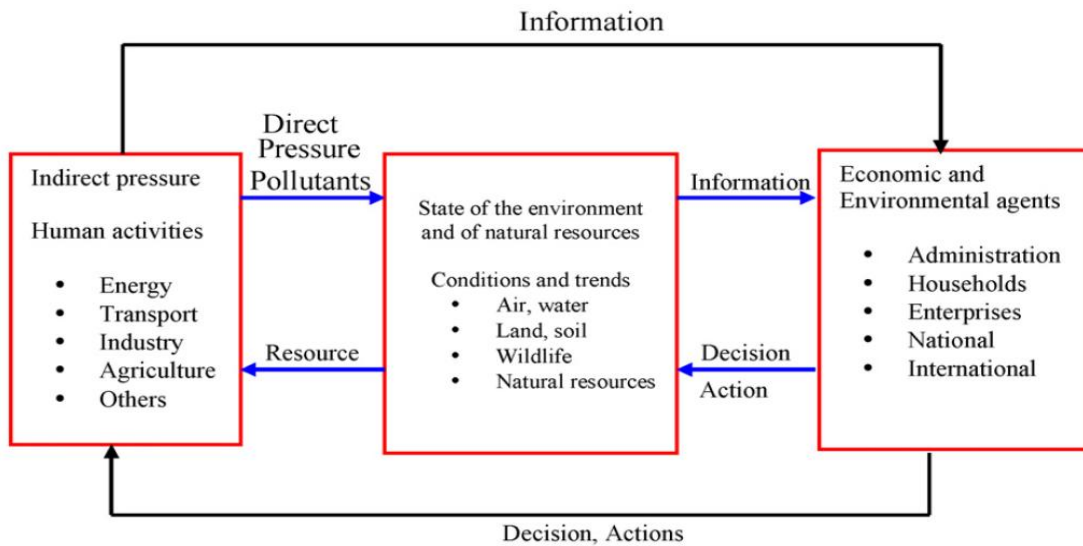 Information
Indirect pressure
Human activities
• Energy
• Transport
• Industry
• Agriculture
• Others
Direct
Pressure
Pollutants
Resource
State of the environment
and of natural resources
Conditions and trends
• Air, water
• Land, soil
• Wildlife
• Natural resources
Information
Decision
Action
Economic and
Environmental agents
• Administration
• Households
• Enterprises
• National
• International
Decision, Actions